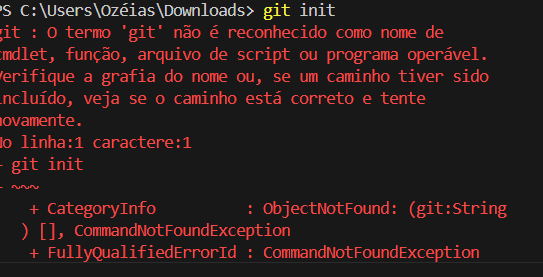 PS C:\Users\Ozéias\Downloads> git init
git : O termo 'git' não é reconhecido como nome de
cmdlet, função, arquivo de script ou programa operável.
Verifique a grafia do nome ou, se um caminho tiver sido
incluído, veja se o caminho está correto e tente
novamente.
No linha:1 caractere:1
+ git init
+ ~~~
+ CategoryInfo : ObjectNotFound: (git:String
) [], CommandNotFoundException
+ FullyQualifiedErrorId : CommandNotFoundException